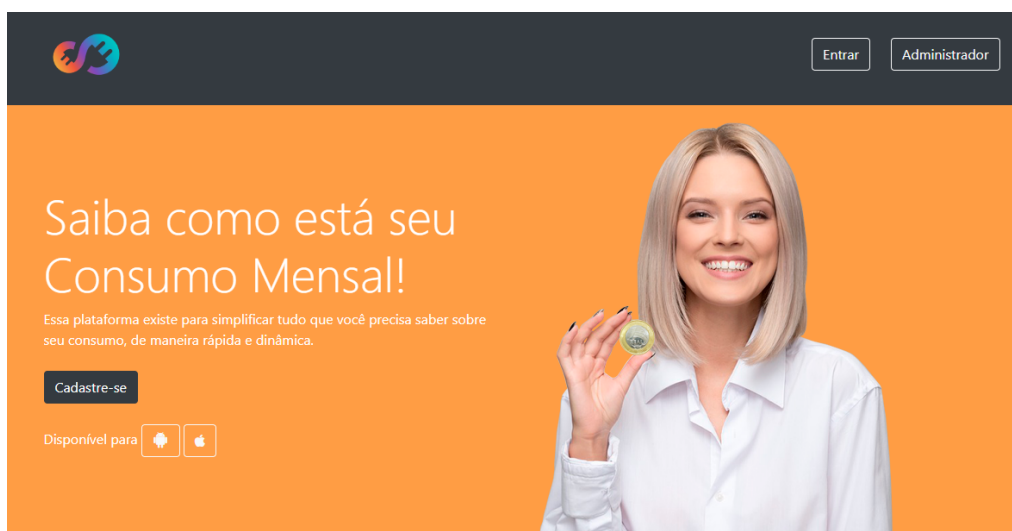 Entrar
Administrador
Saiba como está seu
Consumo Mensal!
Essa plataforma existe para simplificar tudo que você precisa saber sobre
seu consumo, de maneira rápida e dinâmica.
Cadastre-se
Disponível para